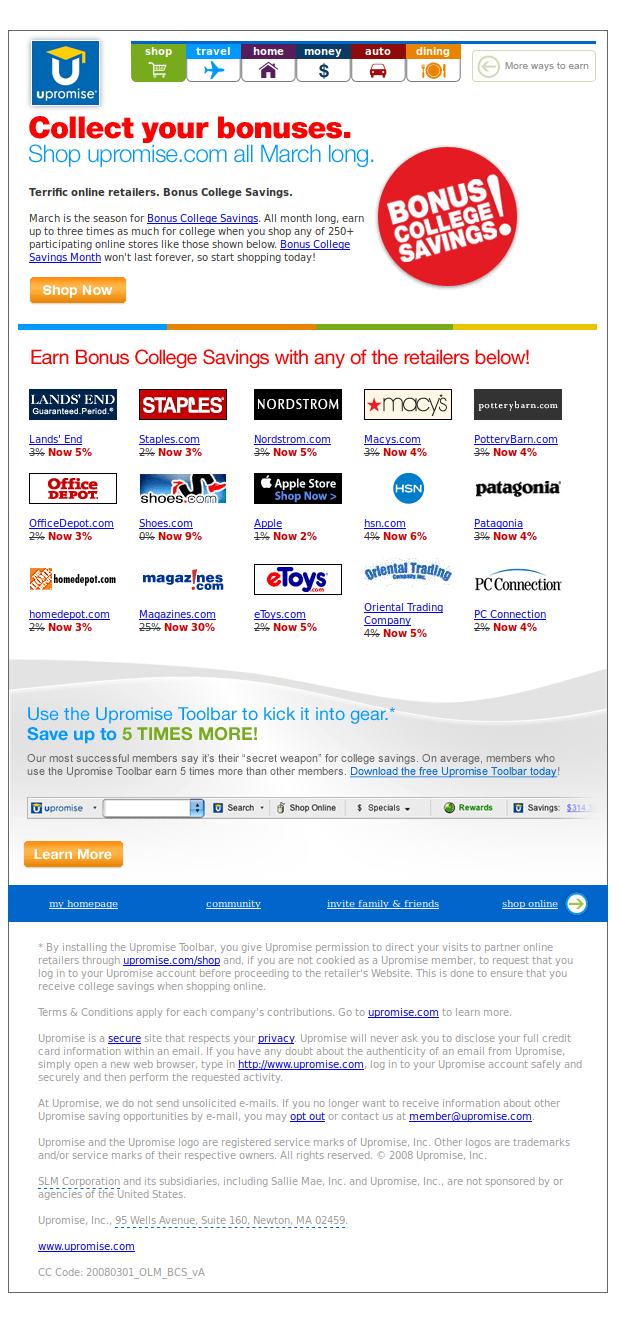 shop travel home money auto dining
upromise
More ways to earn
Collect your bonuses.
Shop upromise.com all March long.
BONUS
COLLEGE
SAVINGS!
Terrific online retailers. Bonus College Savings.
March is the season for Bonus College Savings. All month long, earn
up to three times as much for college when you shop any of 250+
participating online stores like those shown below. Bonus College
Savings Month won't last forever, so start shopping today!
Shop Now
Earn Bonus College Savings with any of the retailers below!
LANDS' END
Guaranteed.Period.®
STAPLES
NORDSTROM
macy's
potterybarn.com
Lands' End Staples.com Nordstrom.com Macys.com PotteryBarn.com
3% Now 5% 2% Now 3% 3% Now 5% 3% Now 4% 3% Now 4%
Office
DEPOT.
shoes.com
Apple Store
Shop Now >
HSN
patagonia
OfficeDepot.com Shoes.com Apple hsn.com Patagonia
2% Now 3% 0% Now 9% 1% Now 2% 4% Now 6% 3% Now 4%
homedepot.com
magazines
.com
eToys
.com
Oriental Trading
Company Inc.
PC Connection
homedepot.com Magazines.com eToys.com Oriental Trading PC Connection
Company
2% Now 3% 25% Now 30% 2% Now 5% 4% Now 5% 2% Now 4%
Use the Upromise Toolbar to kick it into gear.*
Save up to 5 TIMES MORE!
Our most successful members say it's their “secret weapon” for college savings. On average, members who
use the Upromise Toolbar earn 5 times more than other members. Download the free Upromise Toolbar today!
upromise Search Shop Online $ Specials Rewards Savings: $314
Learn More
my homepage community invite family & friends shop online
* By installing the Upromise Toolbar, you give Upromise permission to direct your visits to partner online
retailers through upromise.com/shop and, if you are not cookied as a Upromise member, to request that you
log in to your Upromise account before proceeding to the retailer's Website. This is done to ensure that you
receive college savings when shopping online.
Terms & Conditions apply for each company's contributions. Go to upromise.com to learn more.
Upromise is a secure site that respects your privacy. Upromise will never ask you to disclose your full credit
card information within an email. If you have any doubt about the authenticity of an email from Upromise,
simply open a new web browser, type in http://www.upromise.com, log in to your Upromise account safely and
securely and then perform the requested activity.
At Upromise, we do not send unsolicited e-mails. If you no longer want to receive information about other
Upromise saving opportunities by e-mail, you may opt out or contact us at member@upromise.com.
Upromise and the Upromise logo are registered service marks of Upromise, Inc. Other logos are trademarks
and/or service marks of their respective owners. All rights reserved. © 2008 Upromise, Inc.
SLM Corporation and its subsidiaries, including Sallie Mae, Inc. and Upromise, Inc., are not sponsored by or
agencies of the United States.
Upromise, Inc., 95 Wells Avenue, Suite 160, Newton, MA 02459.
www.upromise.com
CC Code: 20080301_OLM_BCS_vA